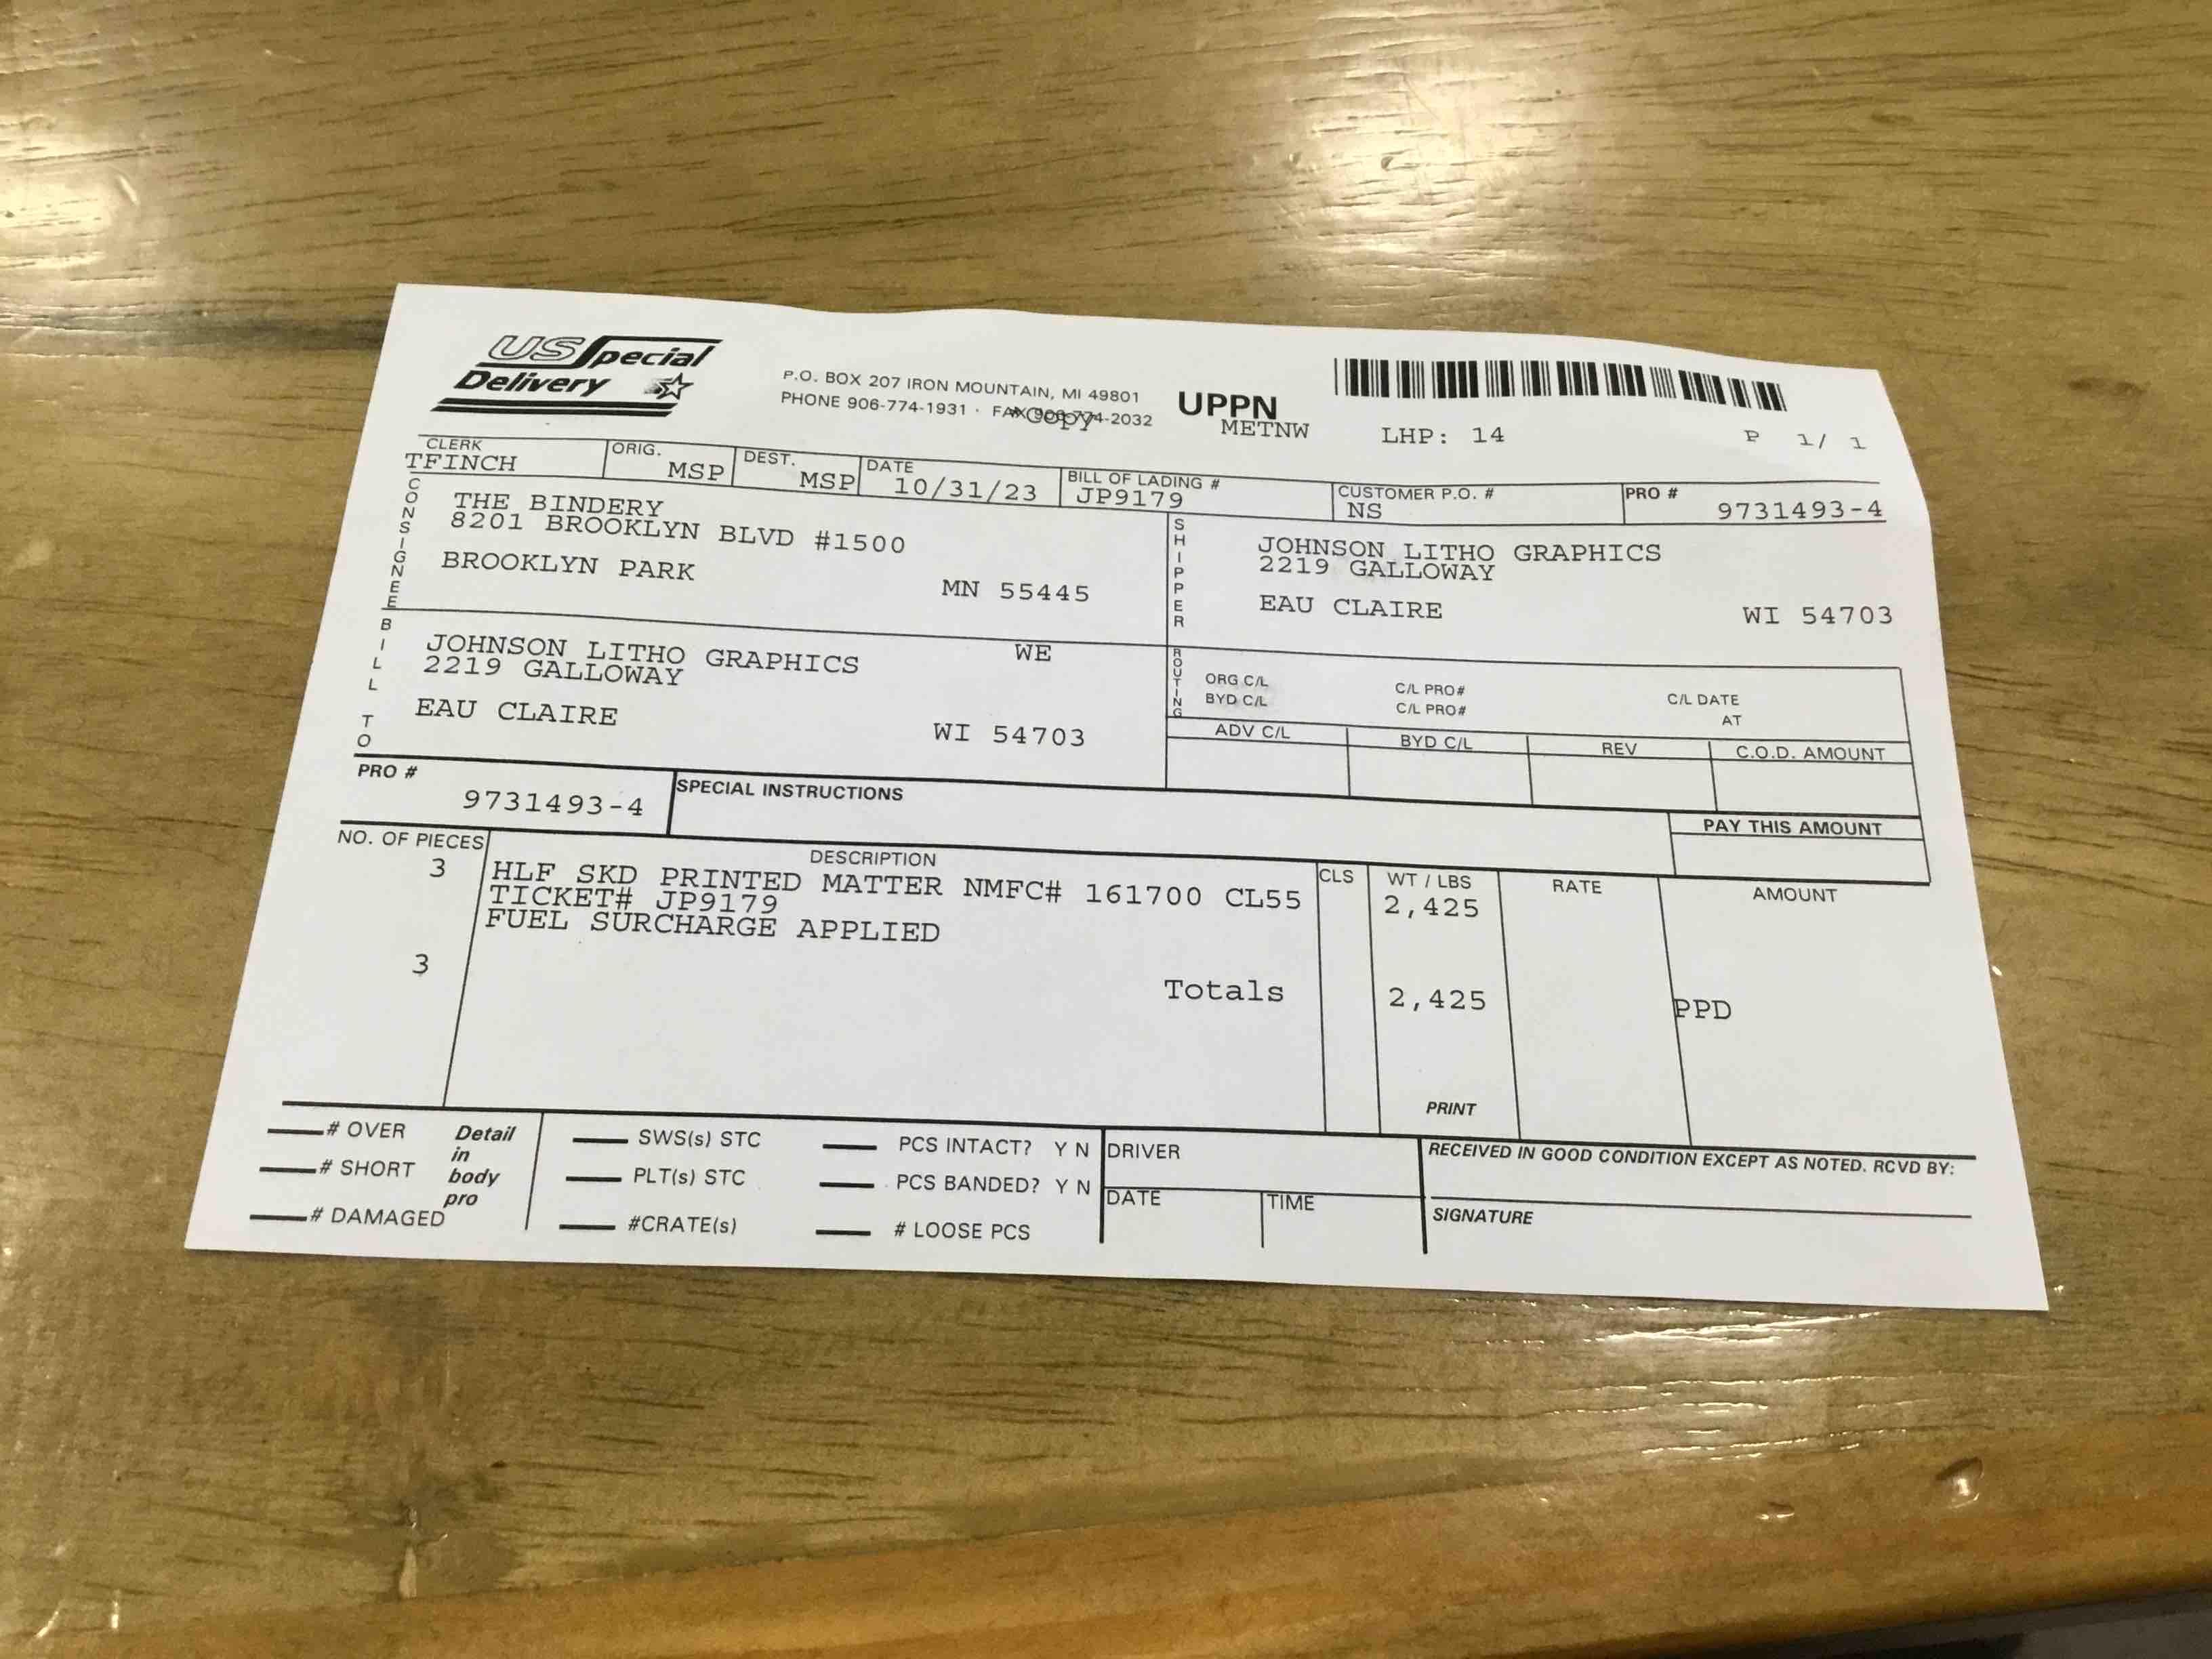 US Special
Delivery
P.O. BOX 207 IRON MOUNTAIN, MI 49801
PHONE 906-774-1931 · FAX 906-774-2032
*Copy*
UPPN
METNW
LHP: 14
P 1/ 1
CLERK
TFINCH
ORIG.
MSP
DEST.
MSP
DATE
10/31/23
BILL OF LADING #
JP9179
CUSTOMER P.O. #
NS
PRO #
9731493-4
CONSIGNEE
THE BINDERY
8201 BROOKLYN BLVD #1500
BROOKLYN PARK
MN 55445
SHIPPER
JOHNSON LITHO GRAPHICS
2219 GALLOWAY
EAU CLAIRE
WI 54703
BILL TO
JOHNSON LITHO GRAPHICS
WE
2219 GALLOWAY
EAU CLAIRE
WI 54703
ROUTING
ORG C/L
C/L PRO#
C/L DATE
BYD C/L
C/L PRO#
AT
ADV C/L
BYD C/L
REV
C.O.D. AMOUNT
PRO #
9731493-4
SPECIAL INSTRUCTIONS
PAY THIS AMOUNT
NO. OF PIECES
DESCRIPTION
CLS
WT / LBS
RATE
AMOUNT
3
HLF SKD PRINTED MATTER NMFC# 161700 CL55
2,425
TICKET# JP9179
FUEL SURCHARGE APPLIED
3
Totals
2,425
PPD
PRINT
# OVER
# SHORT
# DAMAGED
Detail
in
body
pro
SWS(s) STC
PLT(s) STC
#CRATE(s)
PCS INTACT? Y N
PCS BANDED? Y N
# LOOSE PCS
DRIVER
DATE
TIME
RECEIVED IN GOOD CONDITION EXCEPT AS NOTED. RCVD BY:
SIGNATURE